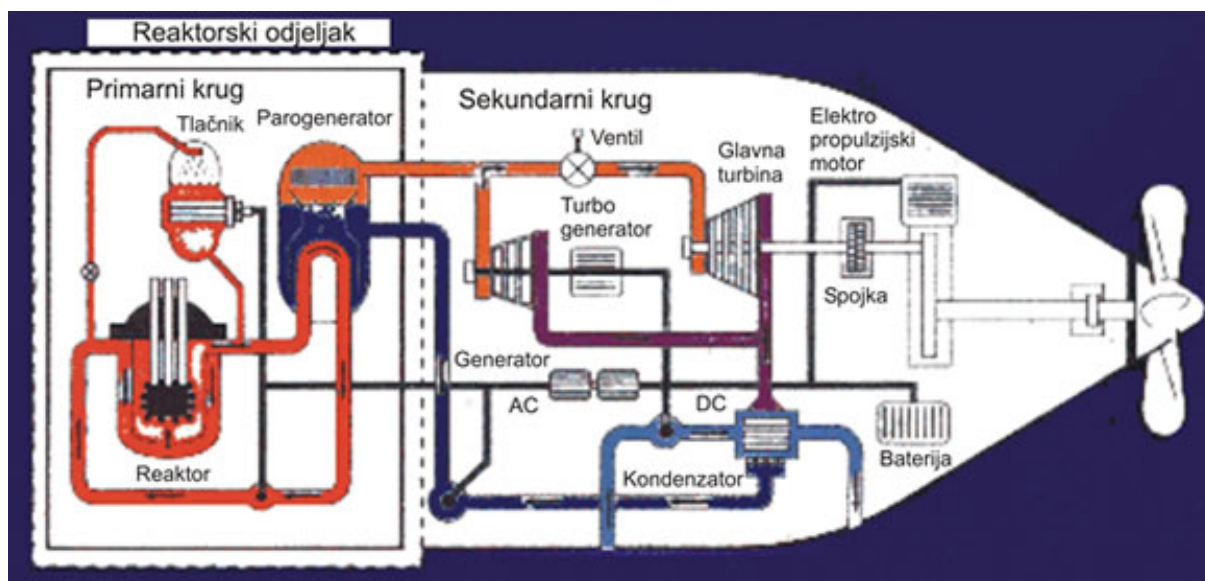 Reaktorski odjeljak
Primarni krug
Tlačnik
Parogenerator
Reaktor
Sekundarni krug
Ventil
Glavna
turbina
Elektro
propulzijski
motor
Turbo
generator
Spojka
Generator
AC
DC
Kondenzator
Baterija